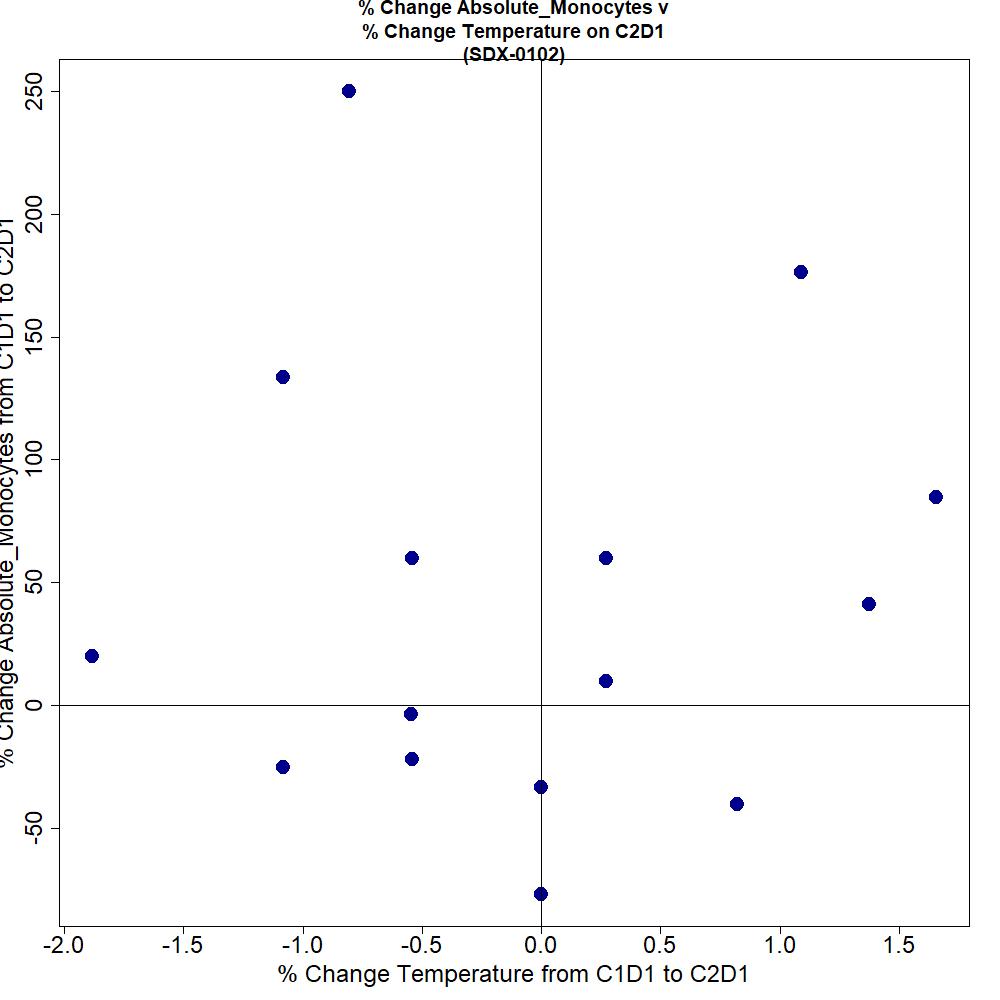 % Change Absolute_Monocytes v
% Change Temperature on C2D1
(SDX-0102)
% Change Absolute_Monocytes from C1D1 to C2D1
250
200
150
100
50
0
-50
-2.0 -1.5 -1.0 -0.5 0.0 0.5 1.0 1.5
% Change Temperature from C1D1 to C2D1